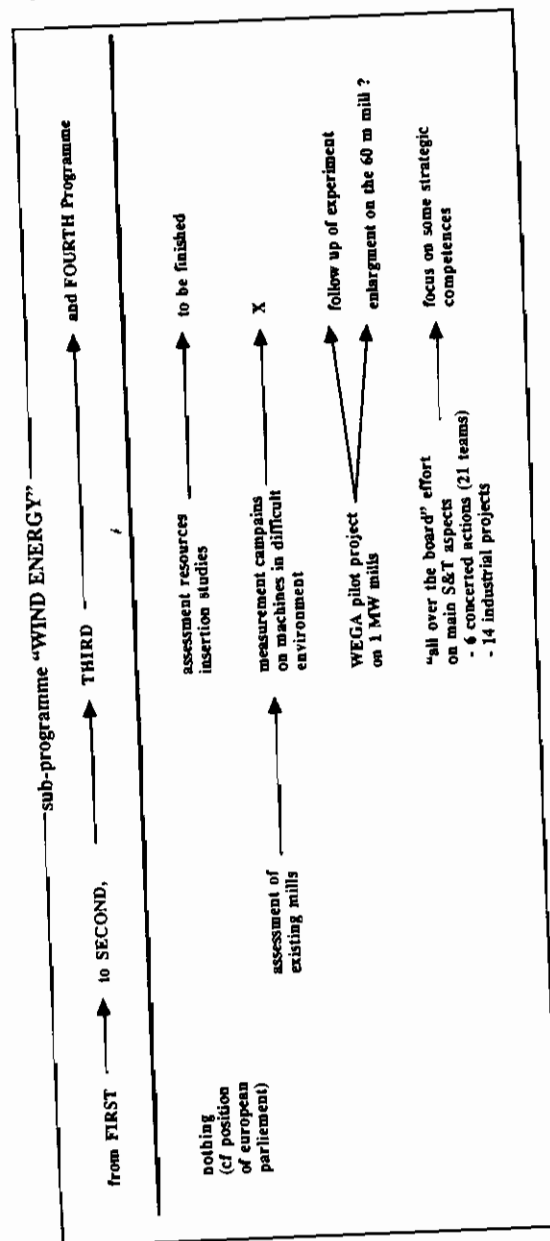 sub-programme "WIND ENERGY"
from FIRST
to SECOND,
THIRD
and FOURTH Programme
nothing
(cf position
of european
parliement)
assessment of
existing mills
assessment resources
insertion studies
to be finished
measurement campains
on machines in difficult
environment
X
WEGA pilot project
on 1 MW mills
follow up of experiment
enlargment on the 60 m mill ?
"all over the board" effort
on main S&T aspects
- 6 concerted actions (21 teams)
- 14 industrial projects
focus on some strategic
competences